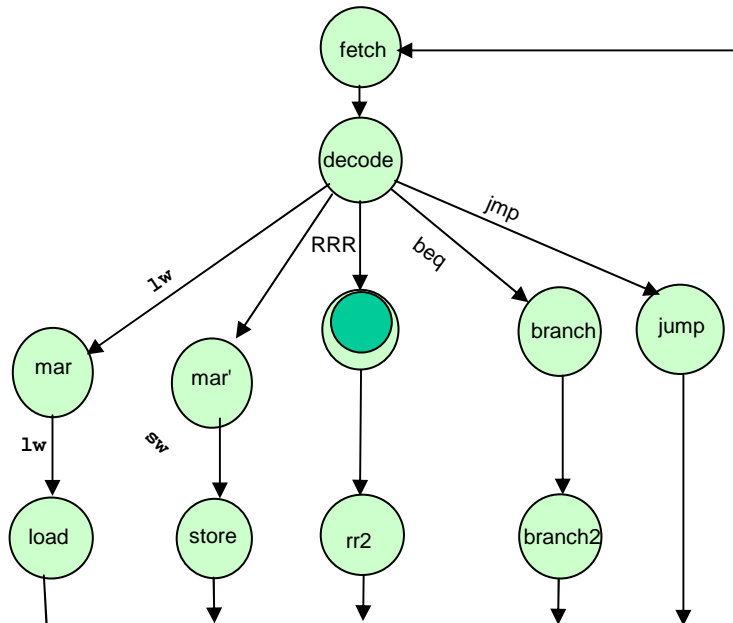 fetch
decode
jmp
RRR
beq
lw
branch
jump
mar
mar'
lw
sw
load
store
rr2
branch2